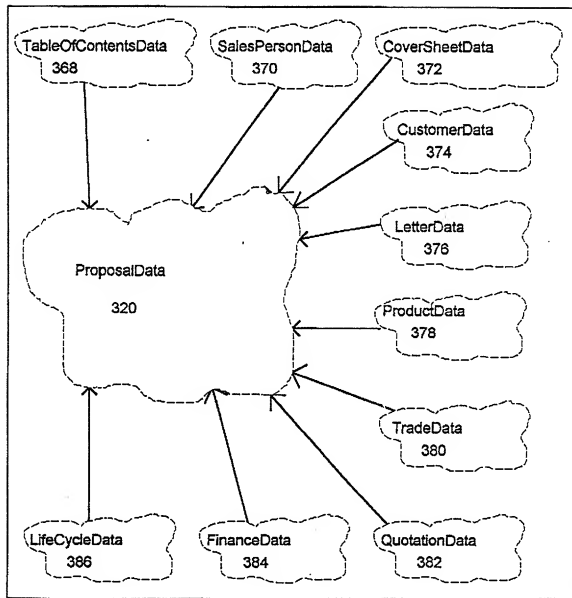 TableOfContentsData
368
SalesPersonData
370
CoverSheetData
372
CustomerData
374
LetterData
376
ProposalData
320
ProductData
378
TradeData
380
LifeCycleData
386
FinanceData
384
QuotationData
382